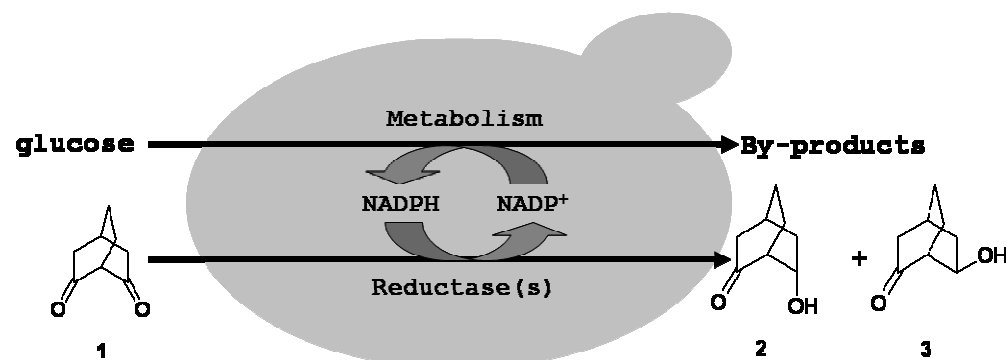 Metabolism
glucose
By-products
NADPH
NADP+
Reductase(s)
O
O
O
OH
+
O
OH
1
2
3